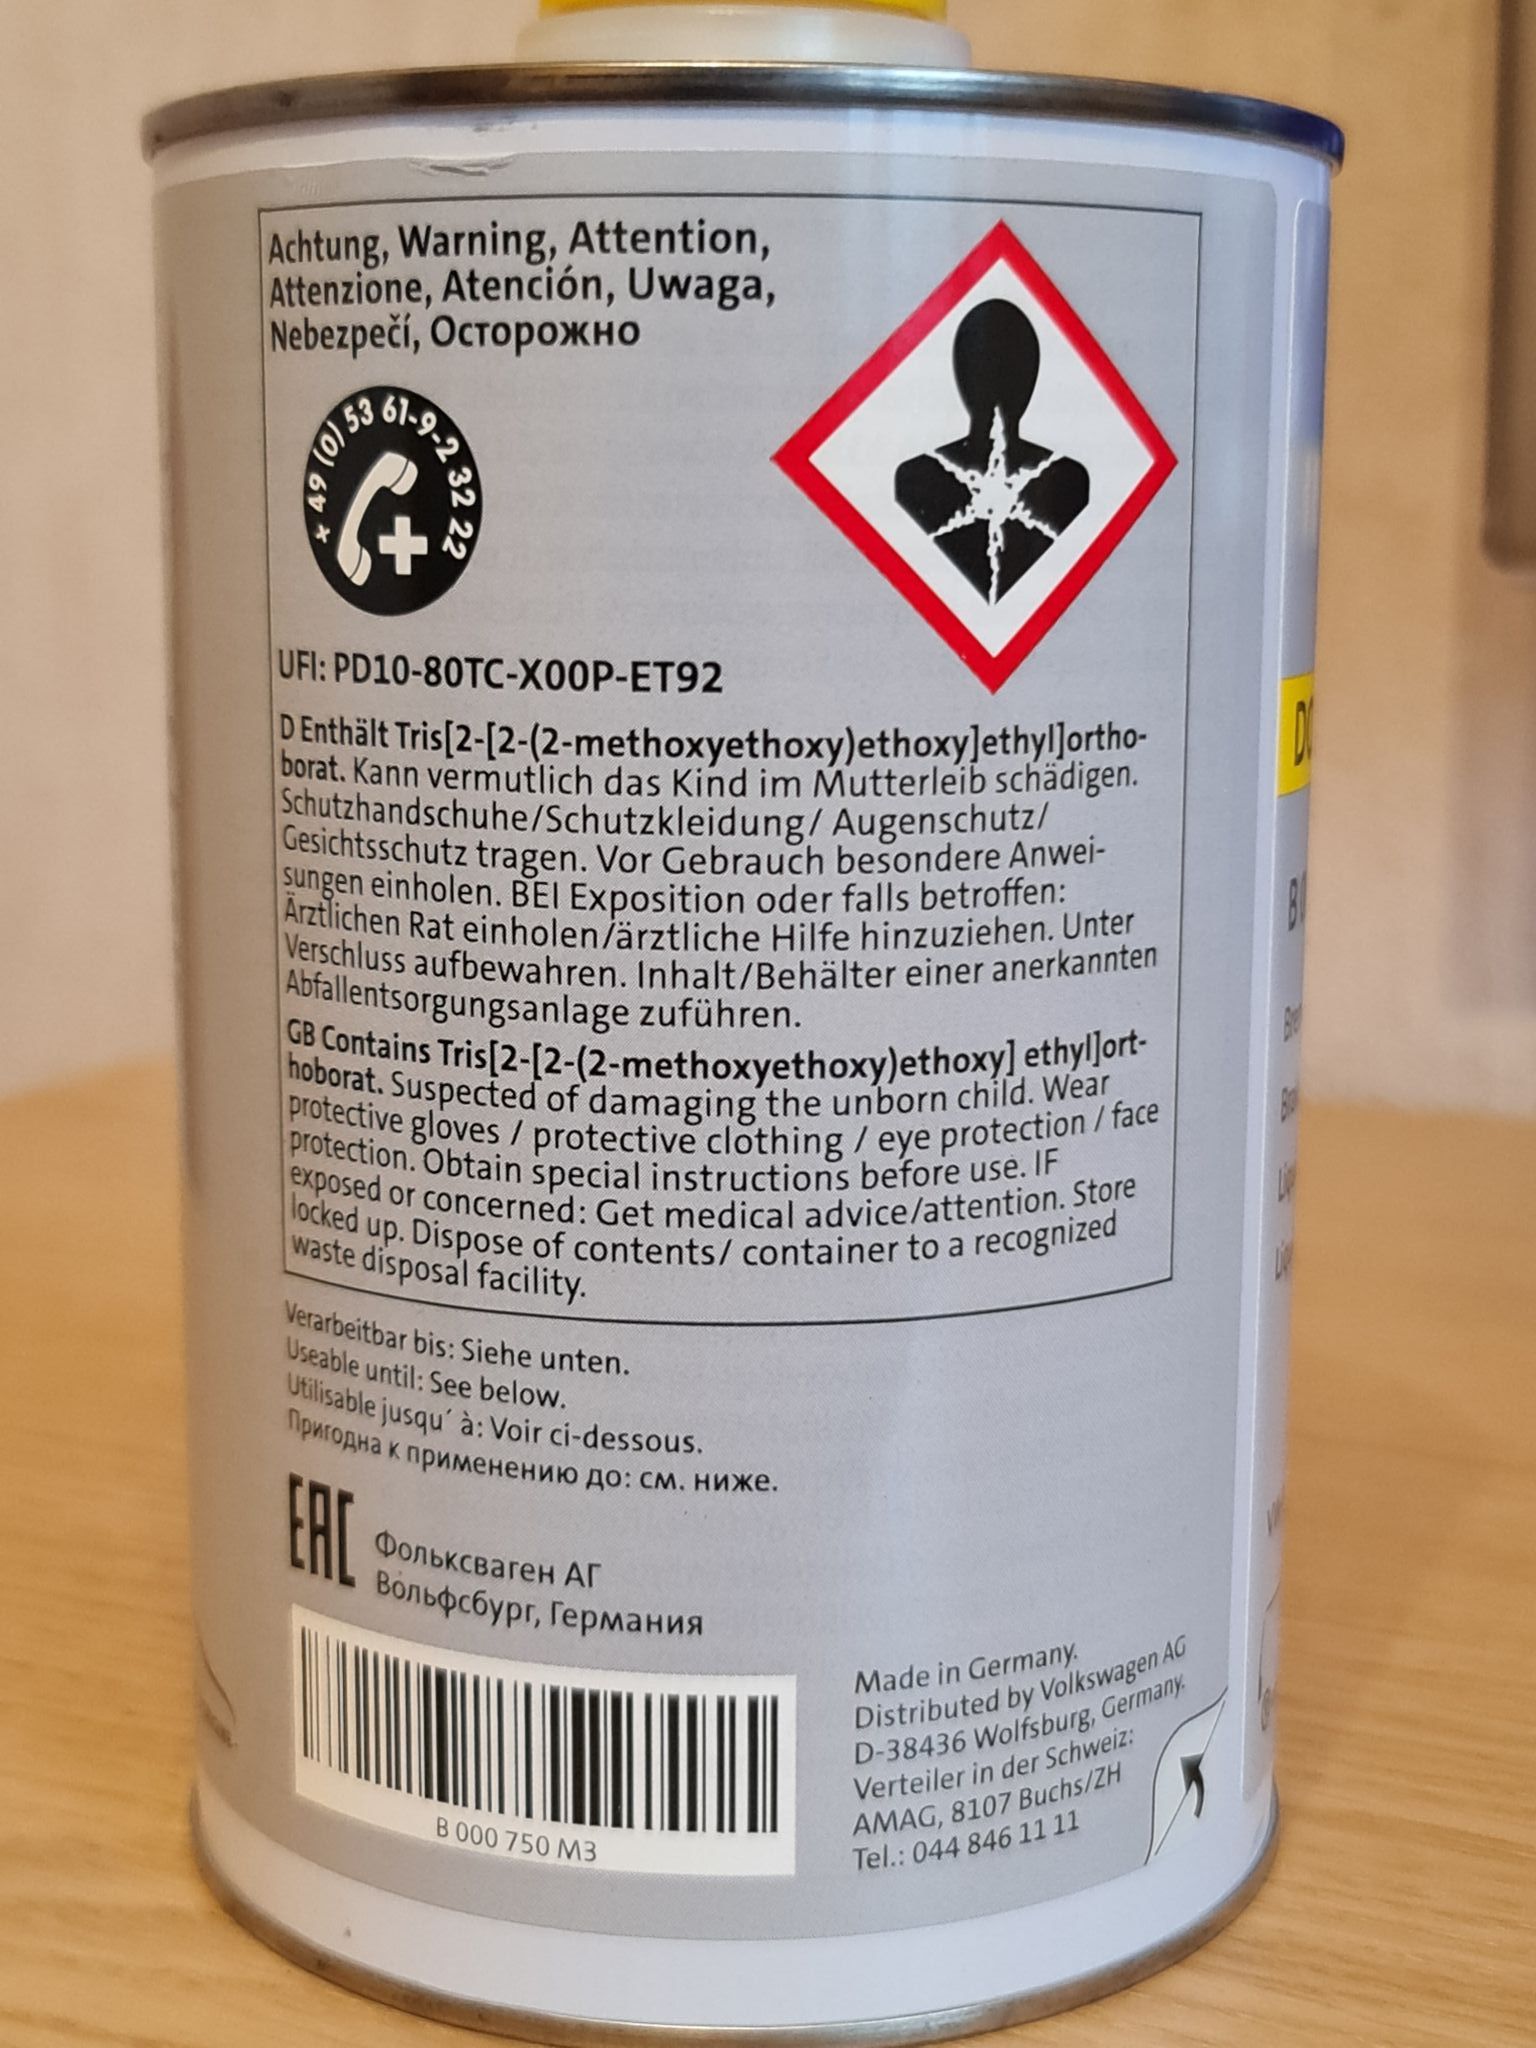 Achtung, Warning, Attention,
Attenzione, Atención, Uwaga,
Nebezpečí, Осторожно
+ 49 (0) 53 61-9-2 32 22
UFI: PD10-80TC-X00P-ET92
D Enthält Tris[2-[2-(2-methoxyethoxy)ethoxy]ethyl]ortho-
borat. Kann vermutlich das Kind im Mutterleib schädigen.
Schutzhandschuhe/Schutzkleidung/ Augenschutz/
Gesichtsschutz tragen. Vor Gebrauch besondere Anwei-
sungen einholen. BEI Exposition oder falls betroffen:
Ärztlichen Rat einholen/ärztliche Hilfe hinzuziehen. Unter
Verschluss aufbewahren. Inhalt/Behälter einer anerkannten
Abfallentsorgungsanlage zuführen.
GB Contains Tris[2-[2-(2-methoxyethoxy)ethoxy] ethyl]ort-
hoborat. Suspected of damaging the unborn child. Wear
protective gloves / protective clothing / eye protection / face
protection. Obtain special instructions before use. IF
exposed or concerned: Get medical advice/attention. Store
locked up. Dispose of contents/ container to a recognized
waste disposal facility.
Verarbeitbar bis: Siehe unten.
Useable until: See below.
Utilisable jusqu´ à: Voir ci-dessous.
Пригодна к применению до: см. ниже.
EAC
Фольксваген АГ
Вольфсбург, Германия
B 000 750 M3
Made in Germany.
Distributed by Volkswagen AG
D-38436 Wolfsburg, Germany.
Verteiler in der Schweiz:
AMAG, 8107 Buchs/ZH
Tel.: 044 846 11 11